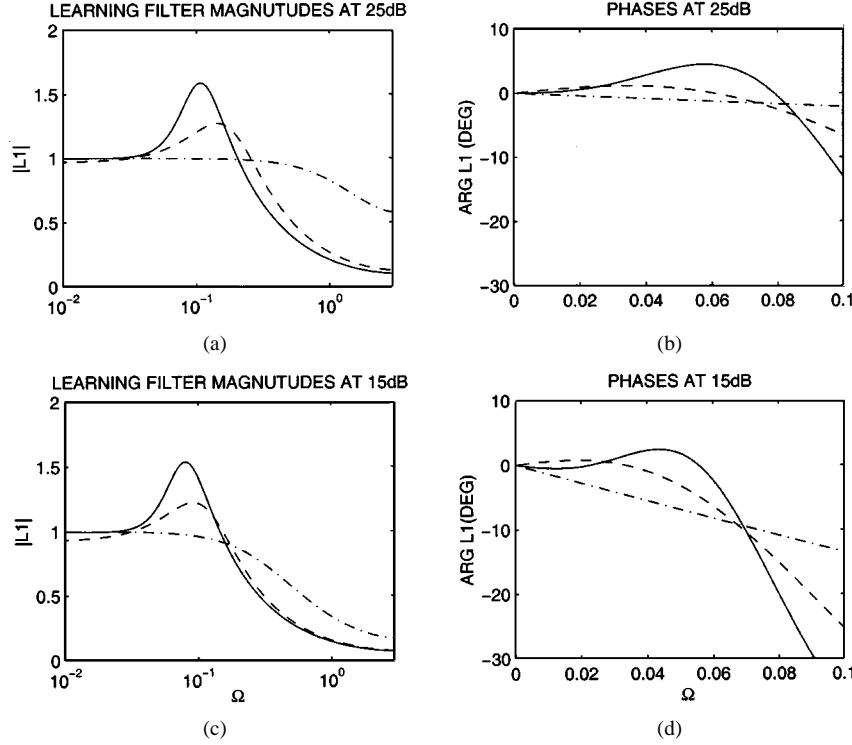 LEARNING FILTER MAGNUTUDES AT 25dB
2
1.5
1
0.5
0
|L1|
10^-2
10^-1
10^0
(a)
PHASES AT 25dB
10
0
−10
−20
−30
ARG L1 (DEG)
0
0.02
0.04
0.06
0.08
0.1
(b)
LEARNING FILTER MAGNUTUDES AT 15dB
2
1.5
1
0.5
0
|L1|
10^-2
10^-1
10^0
Ω
(c)
PHASES AT 15dB
10
0
−10
−20
−30
ARG L1(DEG)
0
0.02
0.04
0.06
0.08
0.1
Ω
(d)